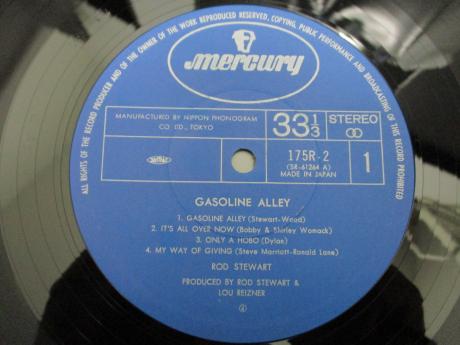 ALL RIGHTS OF THE RECORD PRODUCER AND OF THE OWNER OF THE WORK REPRODUCED RESERVED, COPYING, PUBLIC PERFORMANCE AND BROADCASTING OF THIS RECORD PROHIBITED
mercury
MANUFACTURED BY NIPPON PHONOGRAM
CO. LTD., TOKYO
33 1/3
STEREO
175R-2
(SR-61264 A)
MADE IN JAPAN
1
GASOLINE ALLEY
1. GASOLINE ALLEY (Stewart-Wood)
2. IT'S ALL OVER NOW (Bobby & Shirley Womack)
3. ONLY A HOBO (Dylan)
4. MY WAY OF GIVING (Steve Marriott-Ronald Lane)
ROD STEWART
PRODUCED BY ROD STEWART &
LOU REIZNER